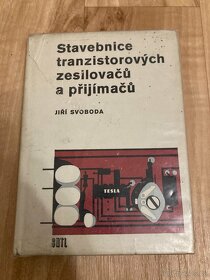 Stavebnice
tranzistorových
zesilovačů
a přijímačů
JIŘÍ SVOBODA
TESLA
SNTL